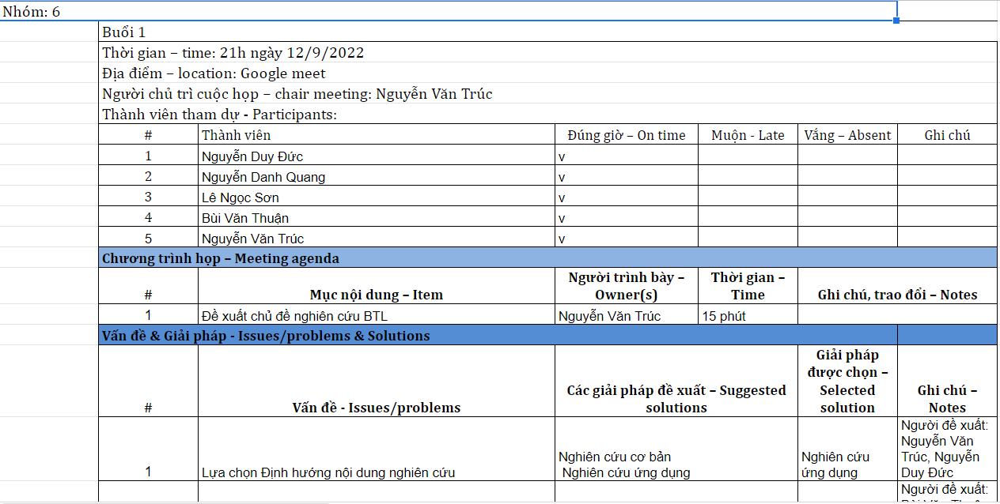 Nhóm: 6
Buổi 1
Thời gian – time: 21h ngày 12/9/2022
Địa điểm – location: Google meet
Người chủ trì cuộc họp – chair meeting: Nguyễn Văn Trúc
Thành viên tham dự - Participants:
# Thành viên Đúng giờ – On time Muộn - Late Vắng – Absent Ghi chú
1 Nguyễn Duy Đức v
2 Nguyễn Danh Quang v
3 Lê Ngọc Sơn v
4 Bùi Văn Thuận v
5 Nguyễn Văn Trúc v
Chương trình họp – Meeting agenda
# Mục nội dung – Item
Người trình bày –
Owner(s)
Thời gian –
Time
Ghi chú, trao đổi – Notes
1 Đề xuất chủ đề nghiên cứu BTL Nguyễn Văn Trúc 15 phút
Vấn đề & Giải pháp - Issues/problems & Solutions
# Vấn đề - Issues/problems
Các giải pháp đề xuất – Suggested
solutions
Giải pháp
được chọn –
Selected
solution
Ghi chú –
Notes
1 Lựa chọn Định hướng nội dung nghiên cứu
Nghiên cứu cơ bản
Nghiên cứu ứng dụng
Nghiên cứu
ứng dụng
Người đề xuất:
Nguyễn Văn
Trúc, Nguyễn
Duy Đức
Người đề xuất: